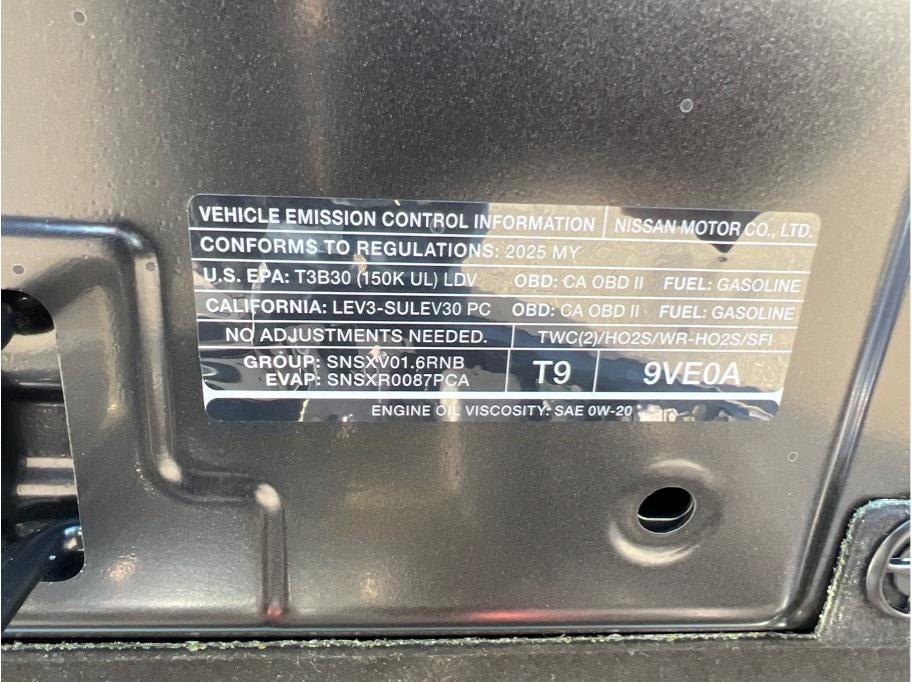 VEHICLE EMISSION CONTROL INFORMATION NISSAN MOTOR CO., LTD.
CONFORMS TO REGULATIONS: 2025 MY
U.S. EPA: T3B30 (150K UL) LDV OBD: CA OBD II FUEL: GASOLINE
CALIFORNIA: LEV3-SULEV30 PC OBD: CA OBD II FUEL: GASOLINE
NO ADJUSTMENTS NEEDED. TWC(2)/HO2S/WR-HO2S/SFI
GROUP: SNSXV01.6RNB
EVAP: SNSXR0087PCA
T9 9VE0A
ENGINE OIL VISCOSITY: SAE 0W-20